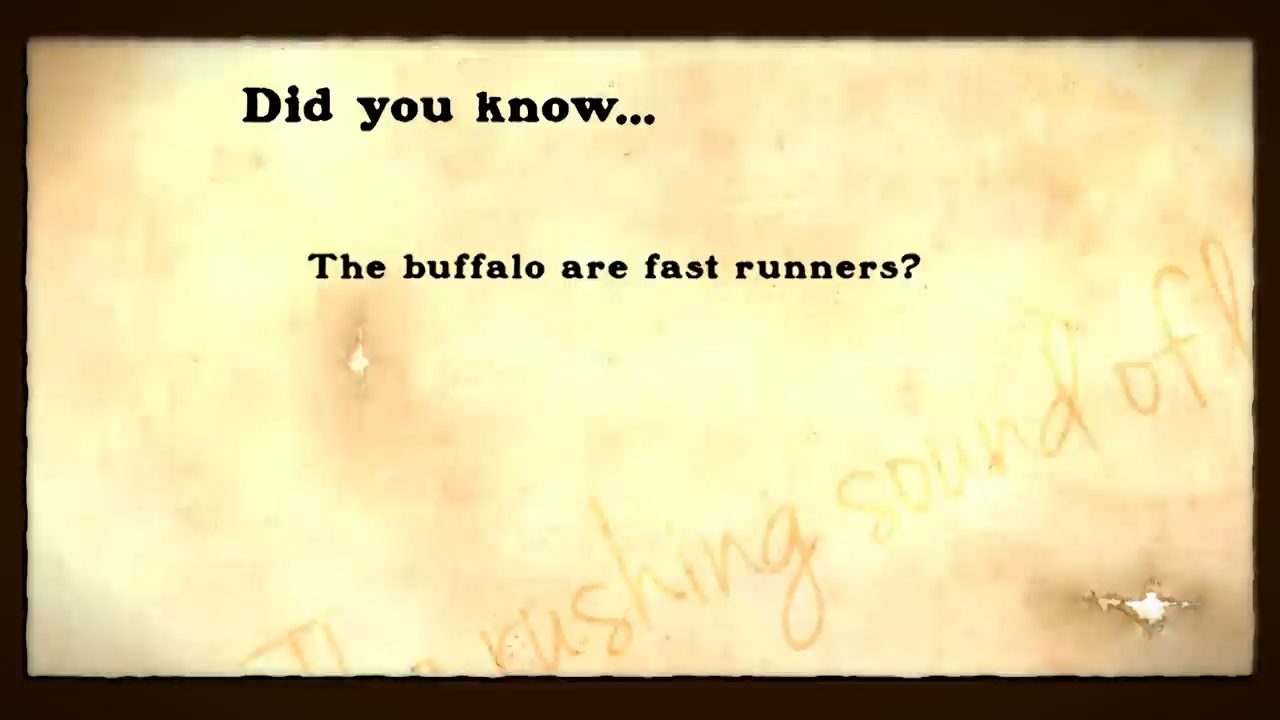 Did you know...
The buffalo are fast runners?
rushing sound of